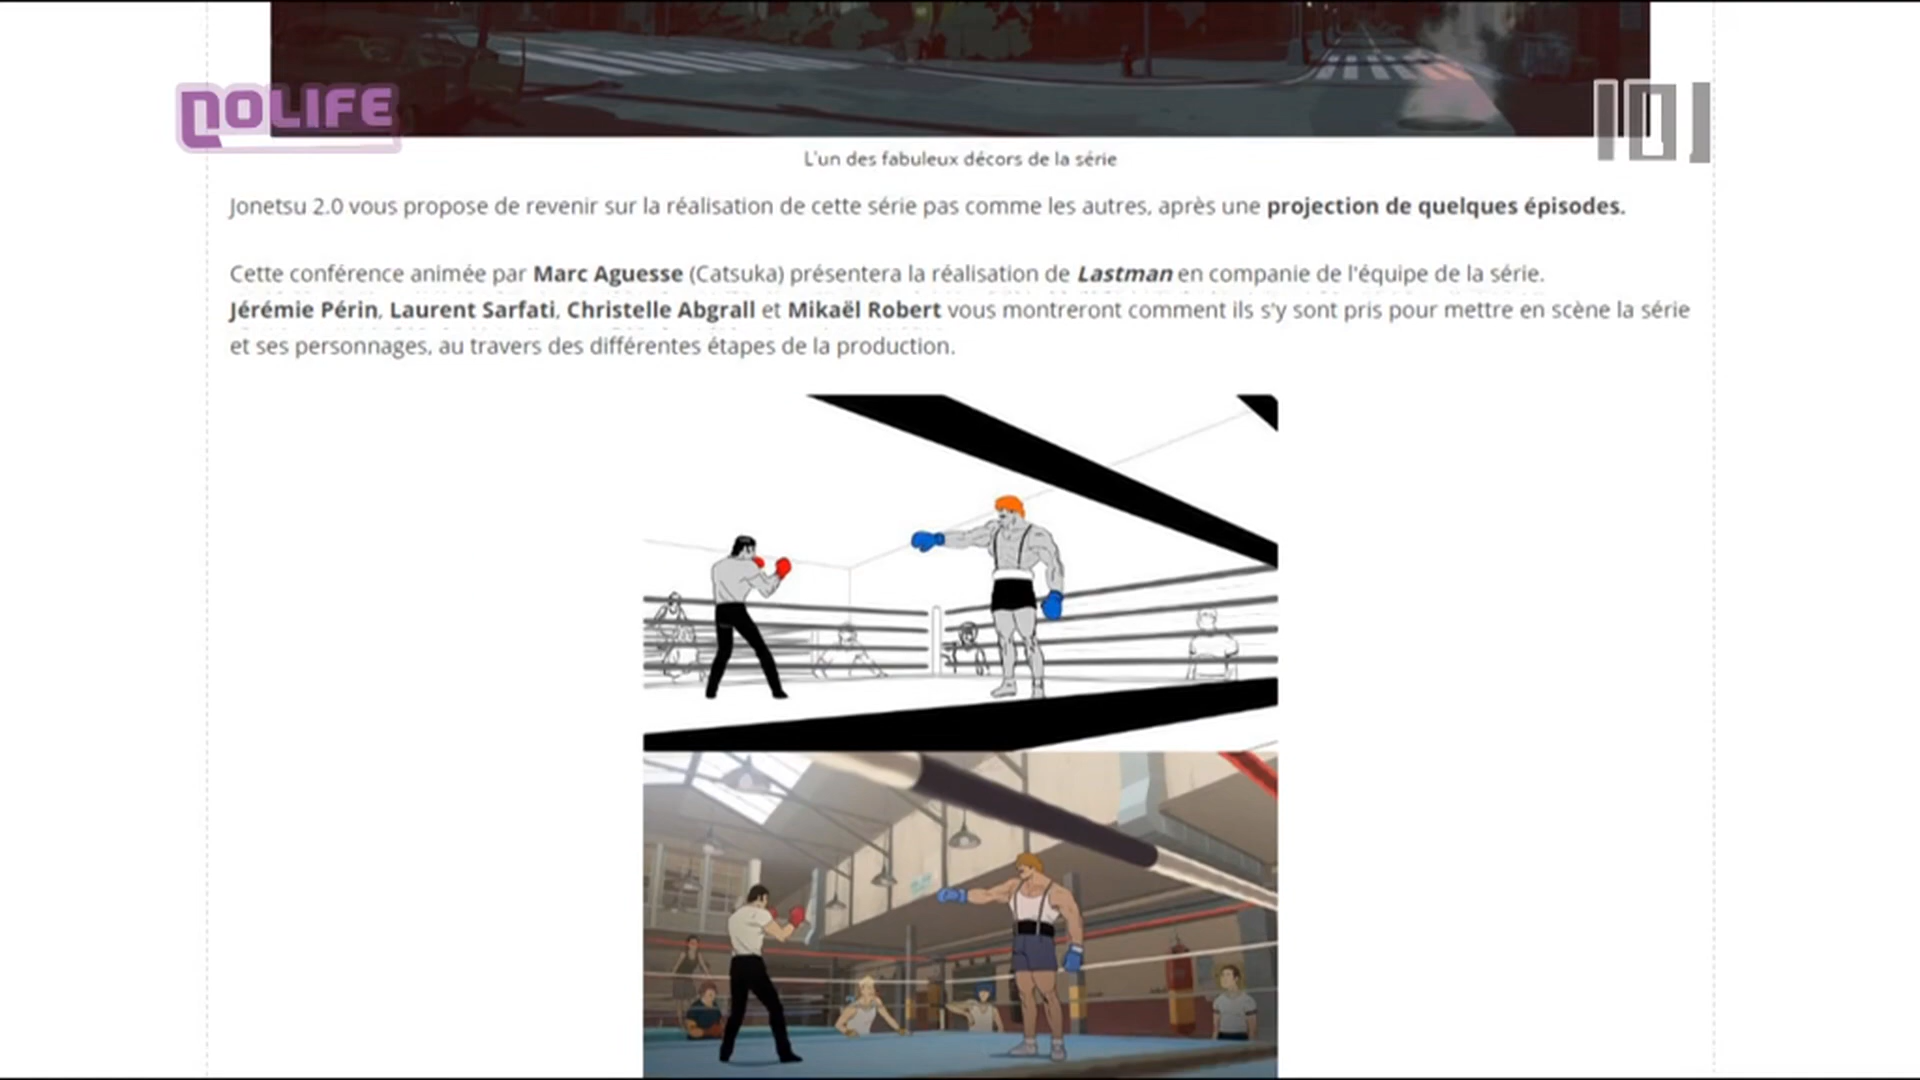 NOLIFE
101
L'un des fabuleux décors de la série
Jonetsu 2.0 vous propose de revenir sur la réalisation de cette série pas comme les autres, après une projection de quelques épisodes.
Cette conférence animée par Marc Aguesse (Catsuka) présentera la réalisation de Lastman en compagnie de l'équipe de la série.
Jérémie Périn, Laurent Sarfati, Christelle Abgrall et Mikaël Robert vous montreront comment ils s'y sont pris pour mettre en scène la série
et ses personnages, au travers des différentes étapes de la production.